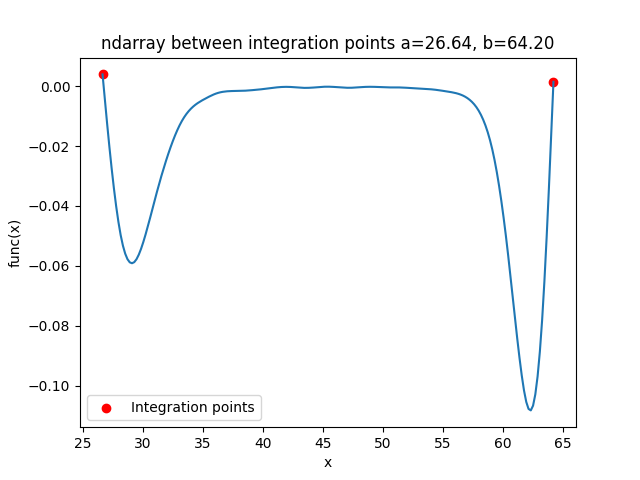 ndarray between integration points a=26.64, b=64.20
0.00
−0.02
−0.04
−0.06
−0.08
−0.10
func(x)
Integration points
25 30 35 40 45 50 55 60 65
x